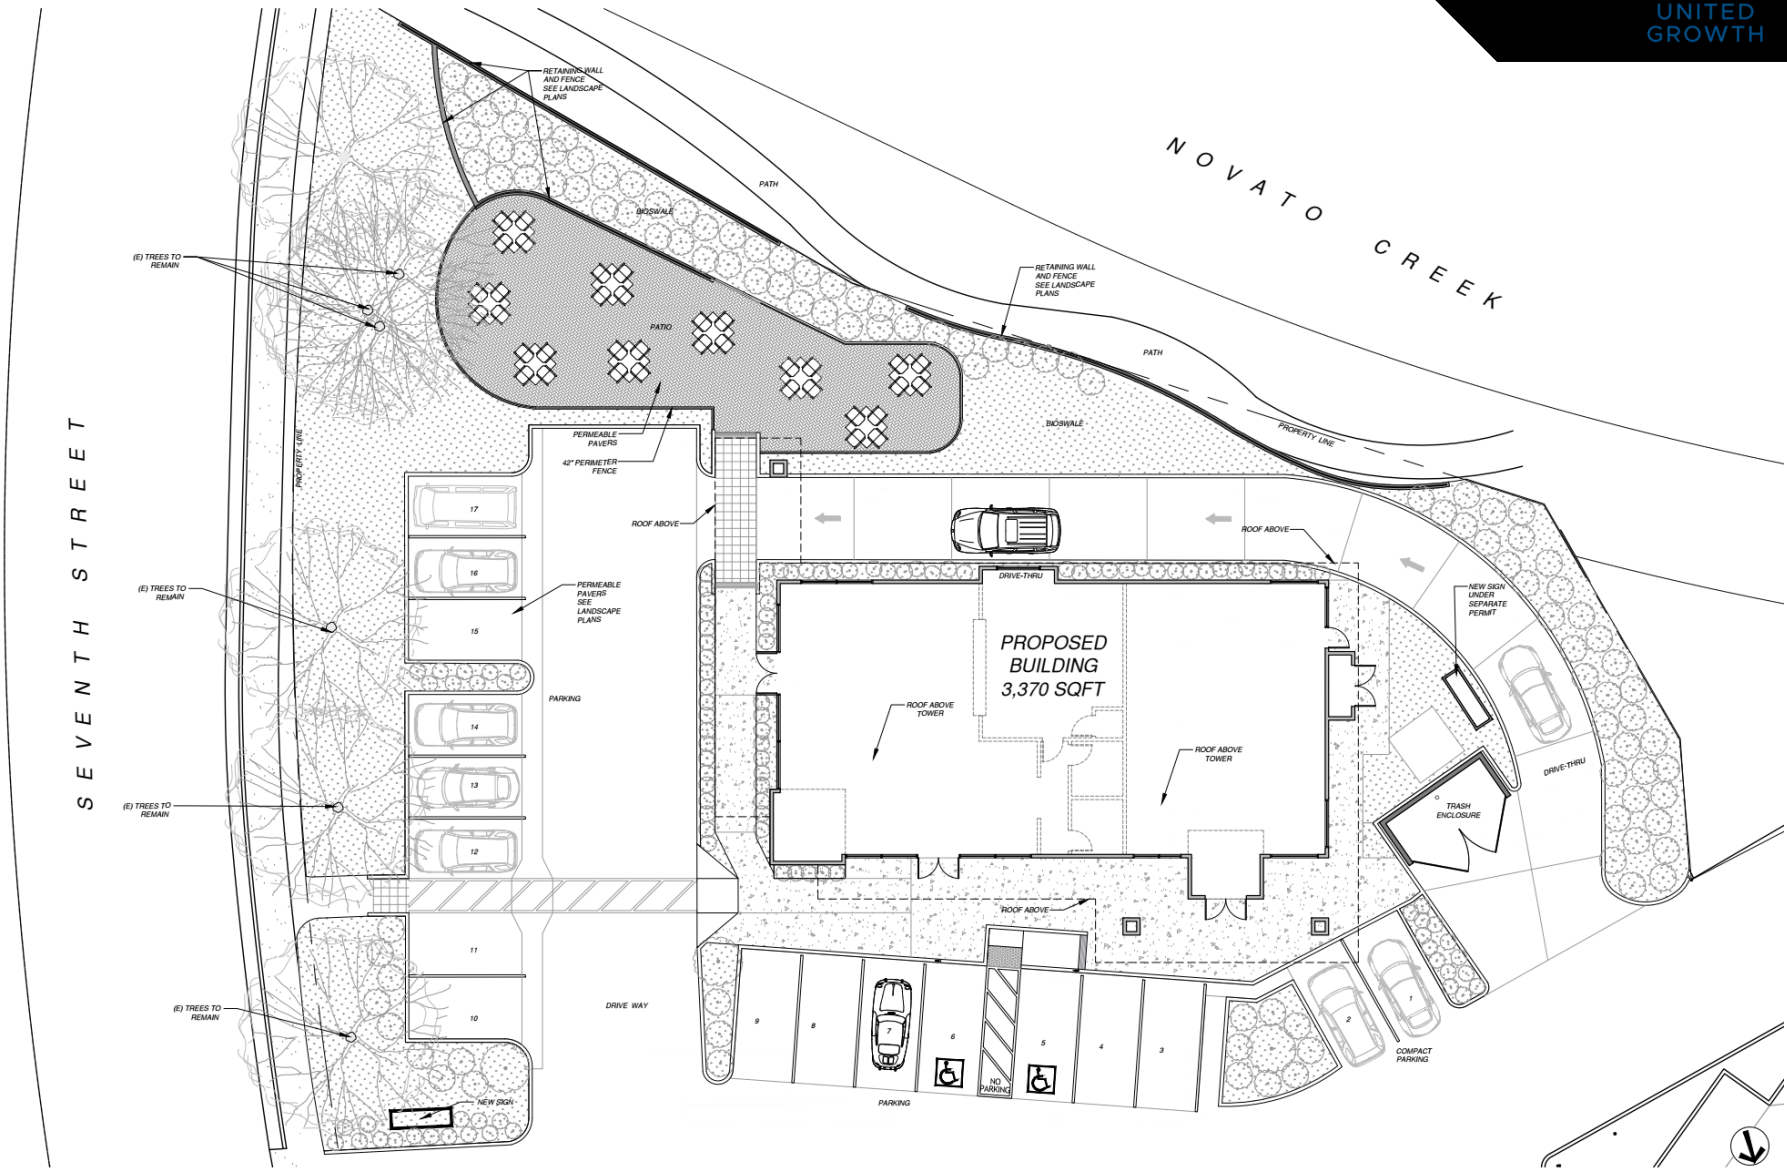 UNITED
GROWTH
RETAINING WALL
AND FENCE
SEE LANDSCAPE
PLANS
NOVATO CREEK
PATH
BIOSWALE
(E) TREES TO
REMAIN
RETAINING WALL
AND FENCE
SEE LANDSCAPE
PLANS
PATIO
PATH
PROPERTY LINE
BIOSWALE
PROPERTY LINE
SEVENTH STREET
PERMEABLE
PAVERS
42" PERIMETER
FENCE
17
ROOF ABOVE
ROOF ABOVE
16
DRIVE-THRU
(E) TREES TO
REMAIN
PERMEABLE
PAVERS
SEE
LANDSCAPE
PLANS
NEW SIGN
UNDER
SEPARATE
PERMIT
15
PROPOSED
BUILDING
3,370 SQFT
PARKING
ROOF ABOVE
TOWER
14
ROOF ABOVE
TOWER
DRIVE-THRU
13
(E) TREES TO
REMAIN
TRASH
ENCLOSURE
12
ROOF ABOVE
11
(E) TREES TO
REMAIN
10
DRIVE WAY
9
8
7
6
5
4
3
2
1
NO
PARKING
COMPACT
PARKING
NEW SIGN
PARKING